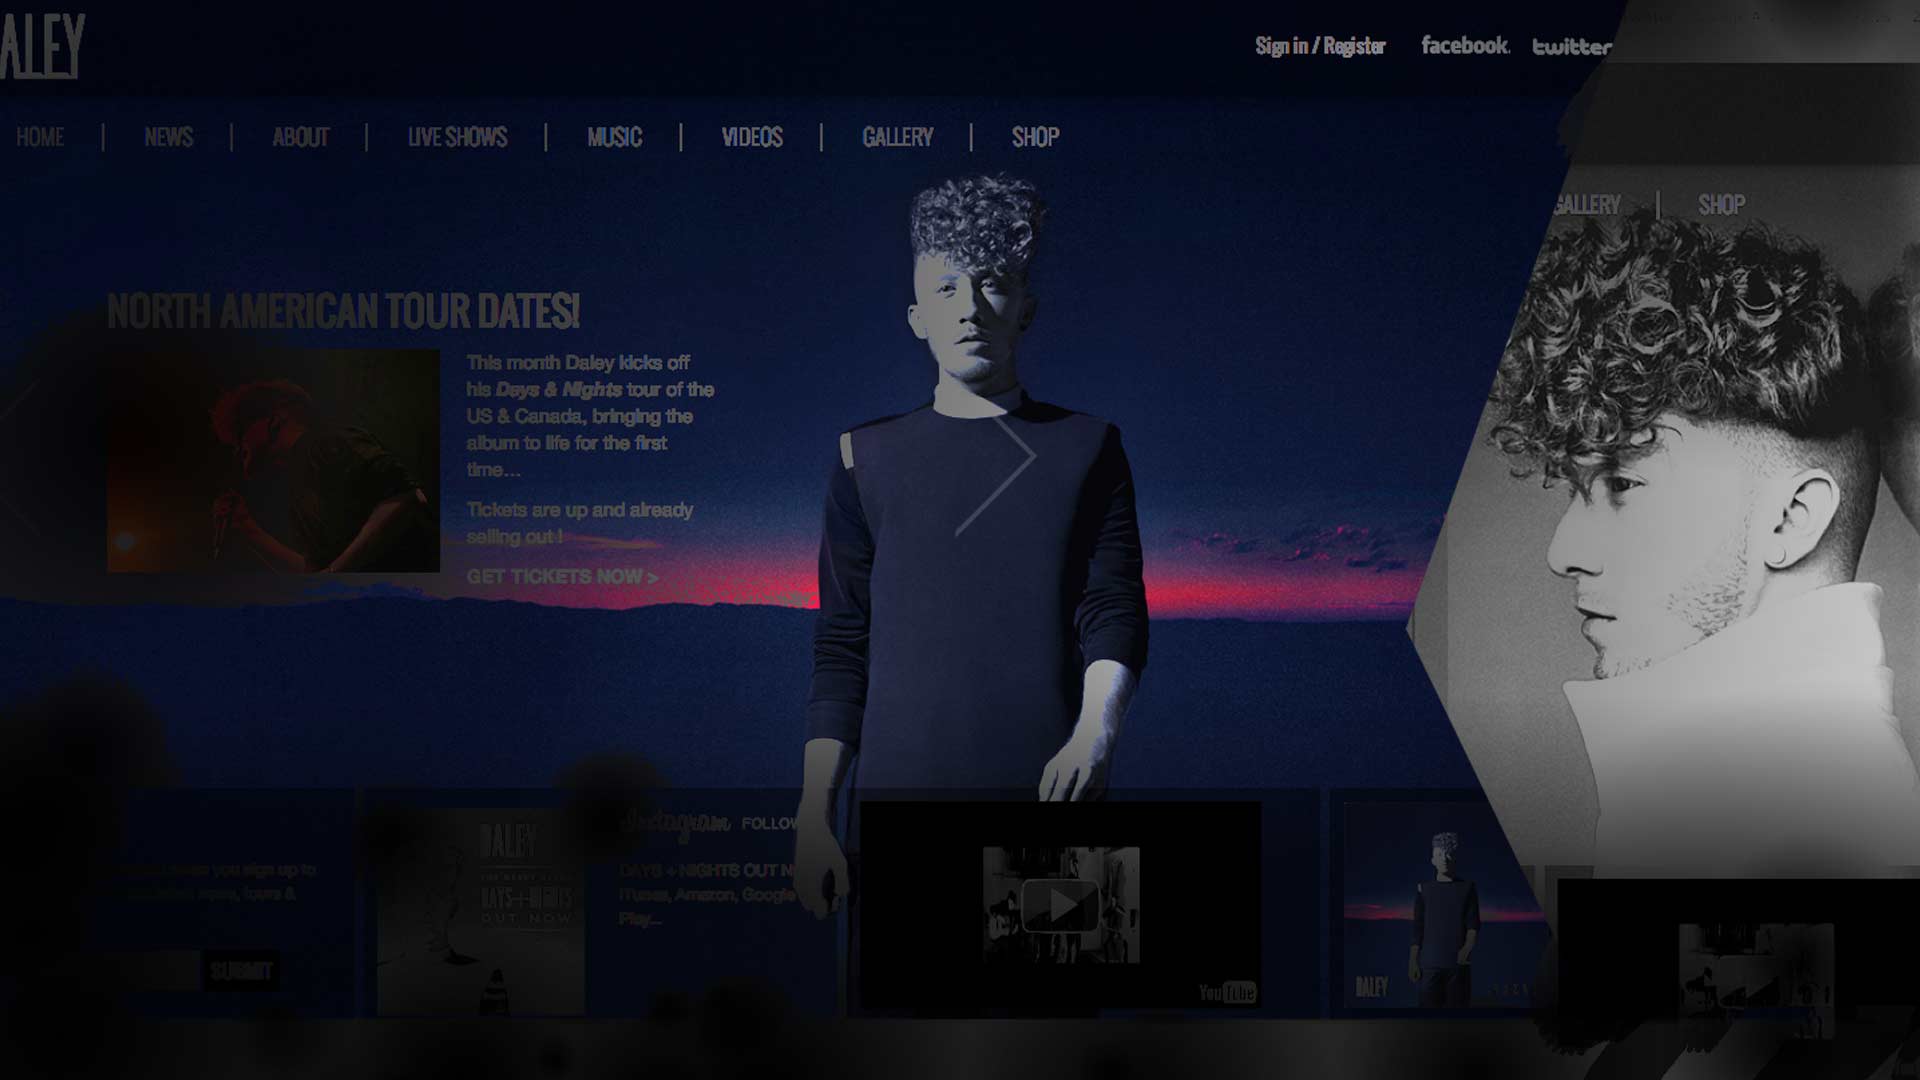 ALEY
Sign in / Register facebook. twitter
HOME | NEWS | ABOUT | LIVE SHOWS | MUSIC | VIDEOS | GALLERY | SHOP
GALLERY | SHOP
NORTH AMERICAN TOUR DATES!
This month Daley kicks off
his Days & Nights tour of the
US & Canada, bringing the
album to life for the first
time...
Tickets are up and already
selling out !
GET TICKETS NOW >
you sign up to
news, tours &
SUBMIT
DALEY
DAYS + NIGHTS
OUT NOW
Instagram FOLLOW
DAYS + NIGHTS OUT N
iTunes, Amazon, Google
Play...
YouTube
DALEY